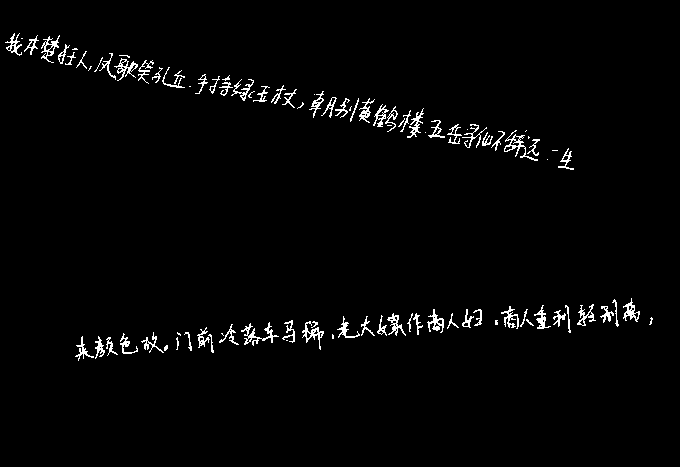 我本楚狂人,凤歌笑孔丘.手持绿玉杖,朝别黄鹤楼.五岳寻仙不辞远.一生
来颜色故。门前冷落车马稀,老大嫁作商人妇。商人重利轻别离,